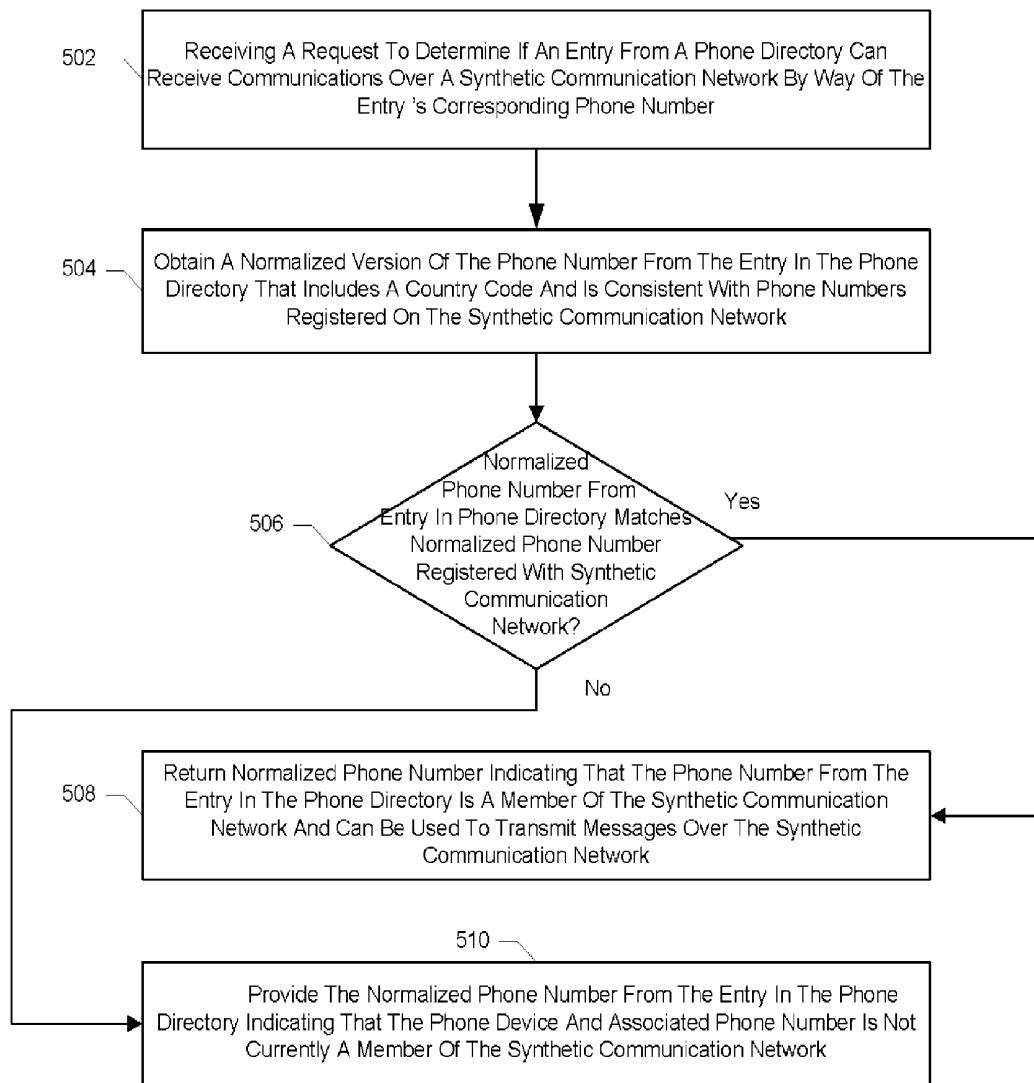 502
Receiving A Request To Determine If An Entry From A Phone Directory Can
Receive Communications Over A Synthetic Communication Network By Way Of The
Entry 's Corresponding Phone Number
504
Obtain A Normalized Version Of The Phone Number From The Entry In The Phone
Directory That Includes A Country Code And Is Consistent With Phone Numbers
Registered On The Synthetic Communication Network
506
Normalized
Phone Number From
Entry In Phone Directory Matches
Normalized Phone Number
Registered With Synthetic
Communication
Network?
Yes
No
508
Return Normalized Phone Number Indicating That The Phone Number From The
Entry In The Phone Directory Is A Member Of The Synthetic Communication
Network And Can Be Used To Transmit Messages Over The Synthetic
Communication Network
510
Provide The Normalized Phone Number From The Entry In The Phone
Directory Indicating That The Phone Device And Associated Phone Number Is Not
Currently A Member Of The Synthetic Communication Network